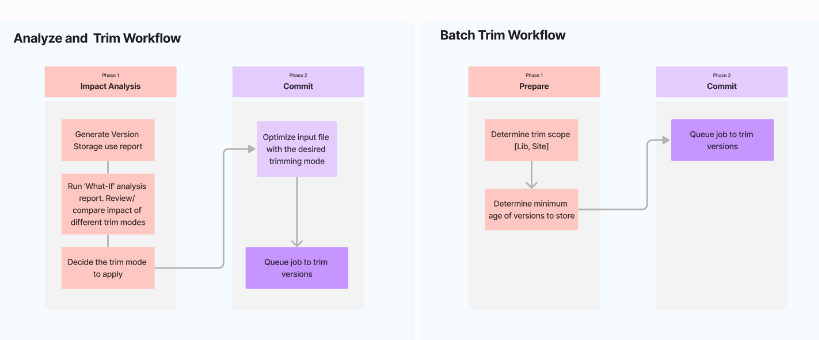 Analyze and Trim Workflow
Phase 1
Impact Analysis
Generate Version
Storage use report
Run 'What-If' analysis
report. Review/
compare impact of
different trim modes
Decide the trim mode
to apply
Phase 2
Commit
Optimize input file
with the desired
trimming mode
Queue job to trim
versions
Batch Trim Workflow
Phase 1
Prepare
Determine trim scope
[Lib, Site]
Determine minimum
age of versions to store
Phase 2
Commit
Queue job to trim
versions